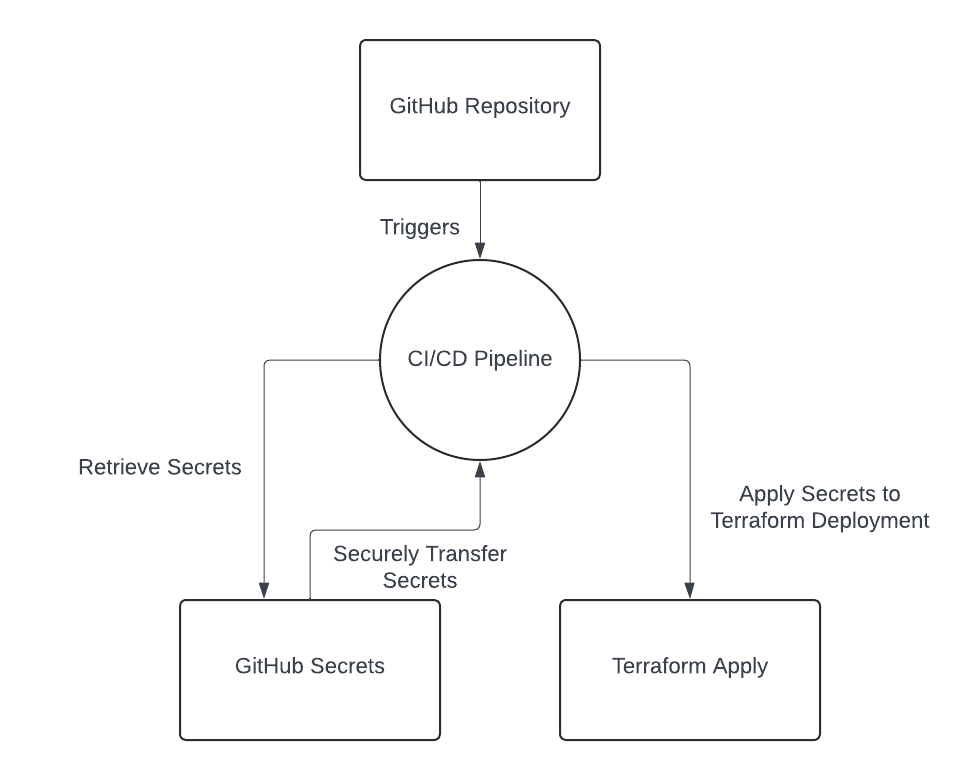 GitHub Repository
Triggers
CI/CD Pipeline
Retrieve Secrets
Apply Secrets to
Terraform Deployment
Securely Transfer
Secrets
GitHub Secrets
Terraform Apply